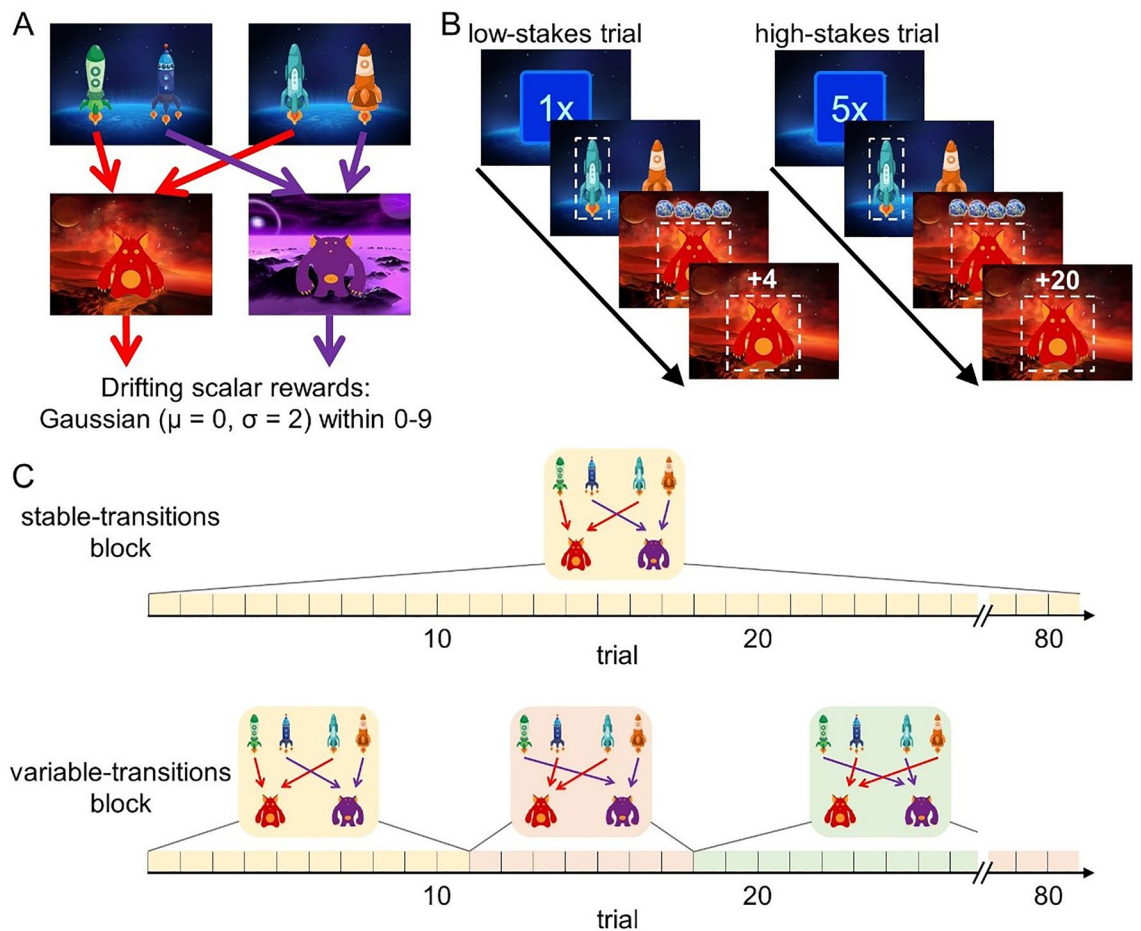 A
B
low-stakes trial
high-stakes trial
1x
5x
+4
+20
Drifting scalar rewards:
Gaussian (μ = 0, σ = 2) within 0-9
C
stable-transitions
block
10
20
80
trial
variable-transitions
block
10
20
80
trial